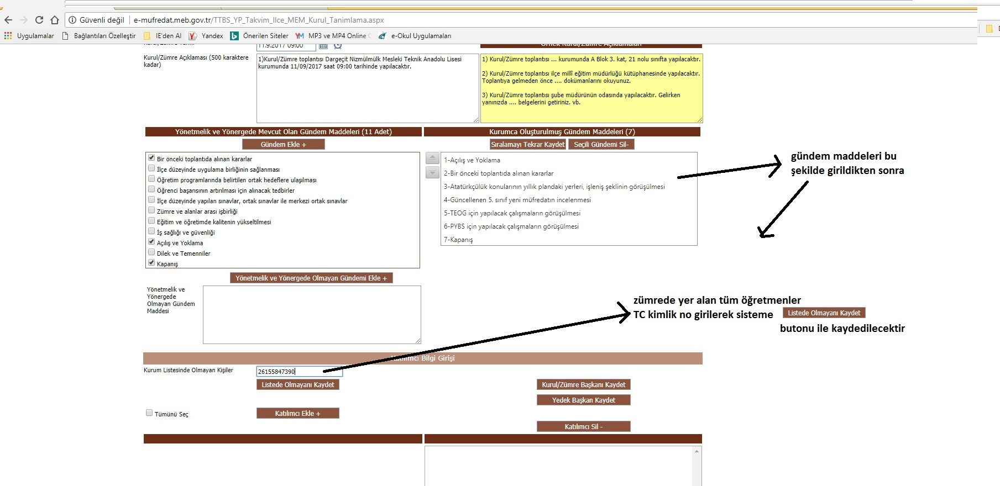 Güvenli değil | e-mufredat.meb.gov.tr/TTBS_YP_Takvim_Ilce_MEM_Kurul_Tanimlama.aspx
Uygulamalar Bağlantıları Özelleştir IE'den Al Yandex Önerilen Siteler MP3 ve MP4 Online e-Okul Uygulamaları
11.9.2017 09:00
Örnek Kurul/Zümre Açıklamaları
Kurul/Zümre Açıklaması (500 karaktere
kadar)
1)Kurul/Zümre toplantısı Dargeçit Nizmülmülk Mesleki Teknik Anadolu Lisesi
kurumunda 11/09/2017 saat 09:00 tarihinde yapılacaktır.
1) Kurul/Zümre toplantısı ... kurumunda A Blok 3. kat, 21 nolu sınıfta yapılacaktır.
2) Kurul/Zümre toplantısı ilçe millî eğitim müdürlüğü kütüphanesinde yapılacaktır.
Toplantıya gelmeden önce .... dokümanlarını okuyunuz.
3) Kurul/Zümre toplantısı şube müdürünün odasında yapılacaktır. Gelirken
yanınızda .... belgelerini getiriniz. vb.
Yönetmelik ve Yönergede Mevcut Olan Gündem Maddeleri (11 Adet)
Gündem Ekle +
Bir önceki toplantıda alınan kararlar
İlçe düzeyinde uygulama birliğinin sağlanması
Öğretim programlarında belirtilen ortak hedeflere ulaşılması
Öğrenci başarısının artırılması için alınacak tedbirler
İlçe düzeyinde yapılan sınavlar, ortak sınavlar ile merkezi ortak sınavlar
Zümre ve alanlar arası işbirliği
Eğitim ve öğretimde kalitenin yükseltilmesi
İş sağlığı ve güvenliği
Açılış ve Yoklama
Dilek ve Temenniler
Kapanış
Kurumca Oluşturulmuş Gündem Maddeleri (7)
Sıralamayı Tekrar Kaydet Seçili Gündemi Sil-
1-Açılış ve Yoklama
2-Bir önceki toplantıda alınan kararlar
3-Atatürkçülük konularının yıllık plandaki yerleri, işleniş şeklinin görüşülmesi
4-Güncellenen 5. sınıf yeni müfredatın incelenmesi
5-TEOG için yapılacak çalışmaların görüşülmesi
6-PYBS için yapılacak çalışmaların görüşülmesi
7-Kapanış
gündem maddeleri bu
şekilde girildikten sonra
Yönetmelik ve Yönergede Olmayan Gündemi Ekle +
Yönetmelik ve
Yönergede
Olmayan Gündem
Maddesi
zümrede yer alan tüm öğretmenler
TC kimlik no girilerek sisteme Listede Olmayanı Kaydet
butonu ile kaydedilecektir
Katılımcı Bilgi Girişi
Kurum Listesinde Olmayan Kişiler 26155847390
Listede Olmayanı Kaydet Kurul/Zümre Başkanı Kaydet
Yedek Başkan Kaydet
Tümünü Seç Katılımcı Ekle +
Katılımcı Sil -